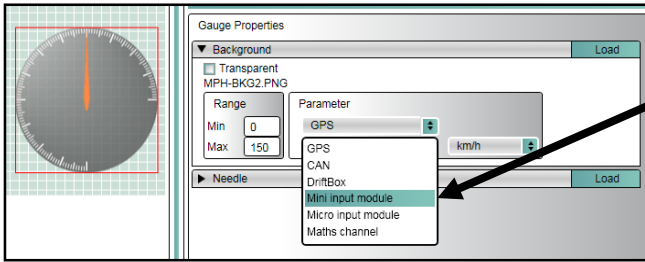 Gauge Properties
Background Load
Transparent
MPH-BKG2.PNG
Range Parameter
Min 0 GPS
Max 150 km/h
GPS
CAN
DriftBox
Mini input module
Micro input module
Maths channel
Needle Load